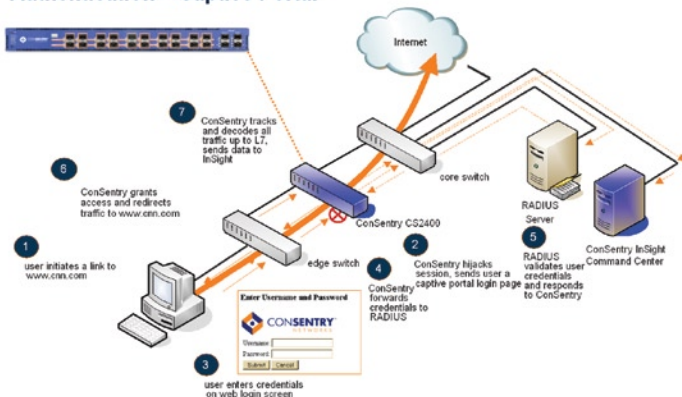 CONSENTRY
Internet
7
ConSentry tracks
and decodes all
traffic up to L7,
sends data to
InSight
6
ConSentry grants
access and redirects
traffic to www.cnn.com
core switch
RADIUS
Server
ConSentry CS2400
1
user initiates a link to
www.cnn.com
edge switch
2
ConSentry hijacks
session, sends user a
captive portal login page
5
RADIUS
validates user
credentials and
responds to
ConSentry
ConSentry InSight
Command Center
4
ConSentry
forwards
credentials to
RADIUS
Enter Username and Password
CONSENTRY
NETWORKS
Username
Password
Submit Cancel
3
user enters credentials
on web login screen